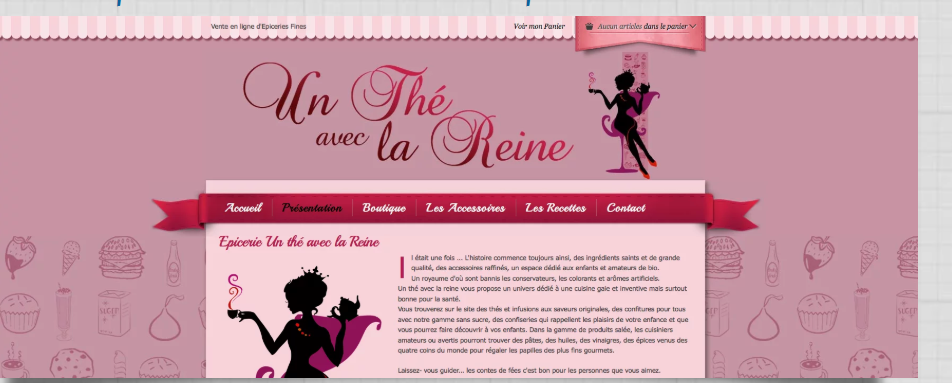 Vente en ligne d'Epiceries Fines
Voir mon Panier
Aucun articles dans le panier
Un Thé
avec la Reine
Accueil
Présentation
Boutique
Les Accessoires
Les Recettes
Contact
Epicerie Un thé avec la Reine
Il était une fois ... L'histoire commence toujours ainsi, des ingrédients saints et de grande
qualité, des accessoires raffinés, un espace dédié aux enfants et amateurs de bio.
Un royaume d'où sont bannis les conservateurs, les colorants et arômes artificiels.
Un thé avec la reine vous propose un univers dédié à une cuisine gaie et inventive mais surtout
bonne pour la santé.
Vous trouverez sur le site des thés et infusions aux saveurs originales, des confitures pour tous
avec notre gamme sans sucre, des confiseries qui rappellent les plaisirs de votre enfance et que
vous pourrez faire découvrir à vos enfants. Dans la gamme de produits salée, les cuisiniers
amateurs ou avertis pourront trouver des pâtes, des huiles, des vinaigres, des épices venus des
quatre coins du monde pour régaler les papilles des plus fins gourmets.
Laissez- vous guider... les contes de fées c'est bon pour les personnes que vous aimez.